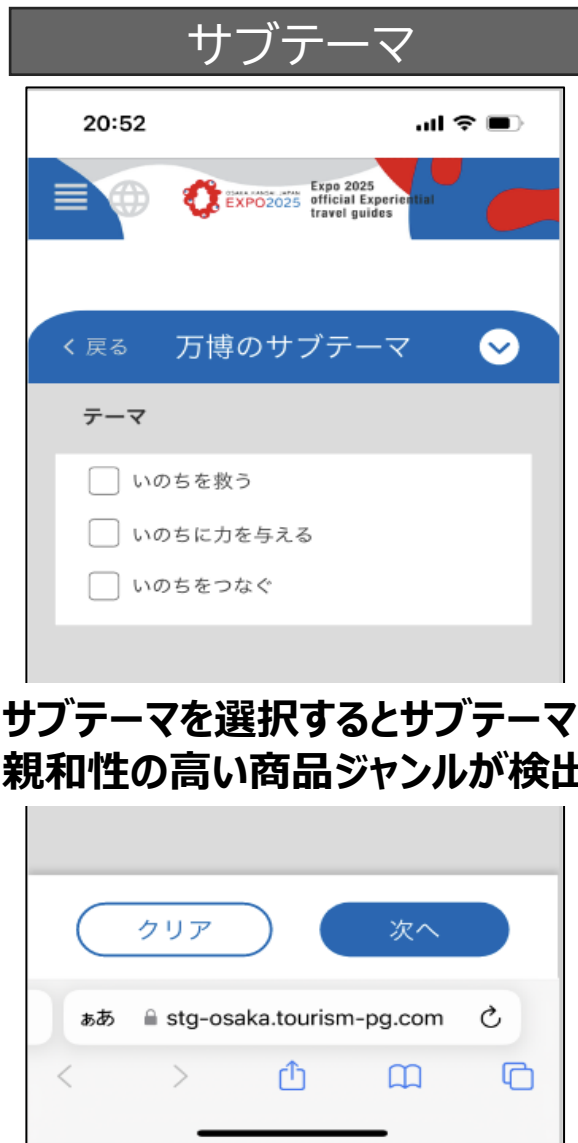 サブテーマ
20:52
OSAKA, KANSAI, JAPAN
EXPO2025
Expo 2025
official Experiential
travel guides
< 戻る 万博のサブテーマ
テーマ
いのちを救う
いのちに力を与える
いのちをつなぐ
サブテーマを選択するとサブテーマ
親和性の高い商品ジャンルが検出
クリア 次へ
ぁあ stg-osaka.tourism-pg.com